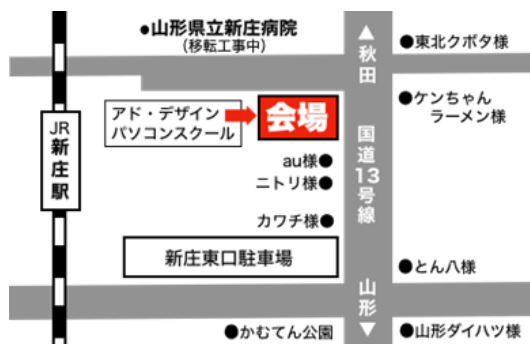 ●山形県立新庄病院
(移転工事中)
▲秋田
●東北クボタ様
●ケンちゃん
ラーメン様
アド・デザイン
パソコンスクール
会場
JR新庄駅
国道13号線
au様●
ニトリ様●
カワチ様●
新庄東口駐車場
●とん八様
山形▼
●かむてん公園
●山形ダイハツ様